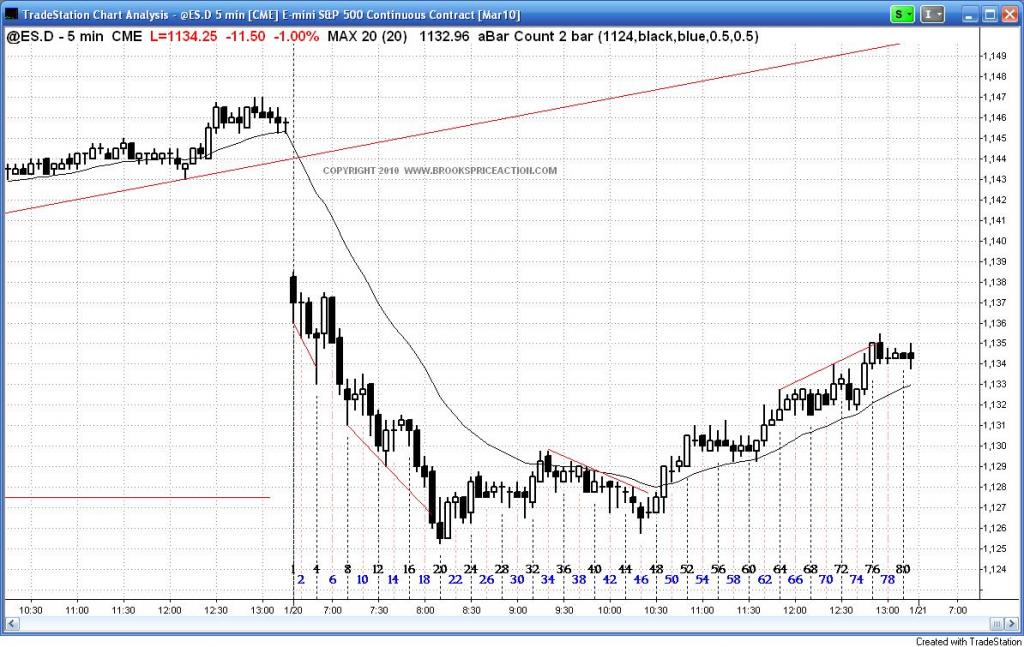 TradeStation Chart Analysis - @ES.D 5 min [CME] E-mini S&P 500 Continuous Contract [Mar10]
S
I
@ES.D - 5 min CME L=1134.25 -11.50 -1.00% MAX 20 (20) 1132.96 aBar Count 2 bar (1124,black,blue,0.5,0.5)
1,149
1,148
1,147
1,146
1,145
1,144
COPYRIGHT 2010 WWW.BROOKSPRICEACTION.COM
1,143
1,142
1,141
1,140
1,139
1,138
1,137
1,136
1,135
1,134
1,133
1,132
1,131
1,130
1,129
1,128
1,127
1,126
1,125
1,124
1 4 8 12 16 20 24 28 32 36 40 44 48 52 56 60 64 68 72 76 80
2 6 10 14 18 22 26 30 34 38 42 46 50 54 58 62 66 70 74 78
10:30 11:00 11:30 12:00 12:30 13:00 1/20 7:00 7:30 8:00 8:30 9:00 9:30 10:00 10:30 11:00 11:30 12:00 12:30 13:00 1/21 7:00
Created with TradeStation